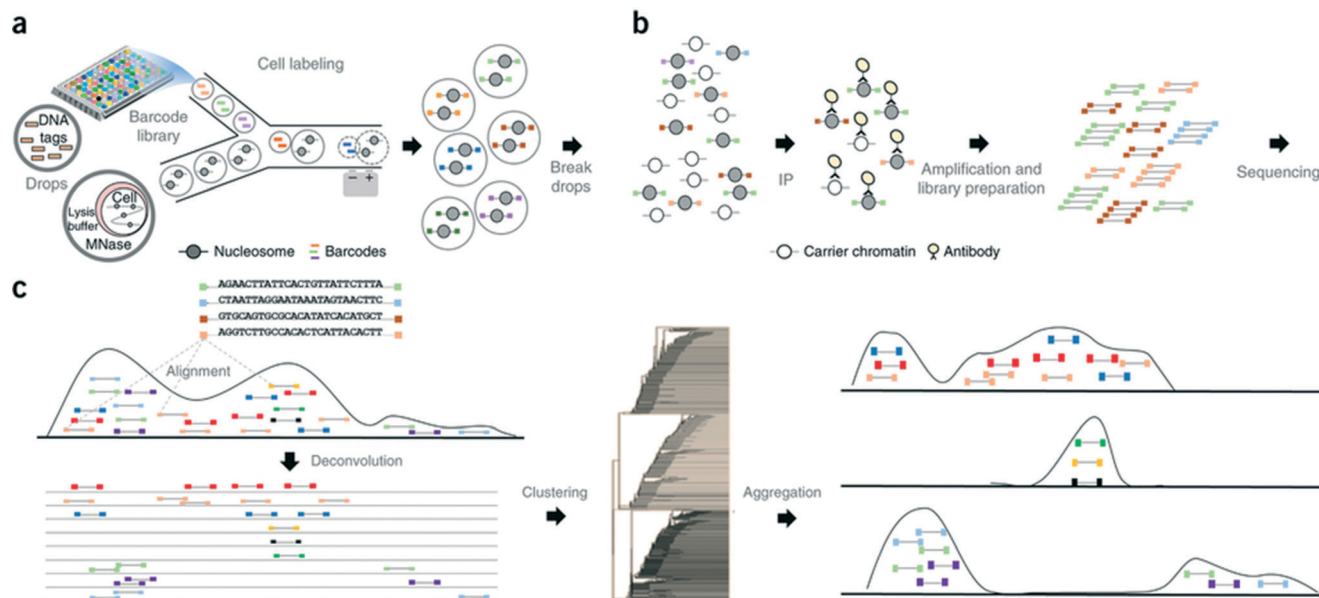 a
Cell labeling
Barcode
library
DNA
tags
Drops
Cell
Lysis
buffer
MNase
− +
Break
drops
Nucleosome
Barcodes
b
IP
Amplification and
library preparation
Sequencing
Carrier chromatin
Antibody
c
AGAACTTATTCACTGTTATTCTTTA
CTAATTAGGAATAAATAGTAACTTC
GTGCAGTGCGCACATATCACATGCT
AGGTCTTGCCACACTCATTACACTT
Alignment
Deconvolution
Clustering
Aggregation